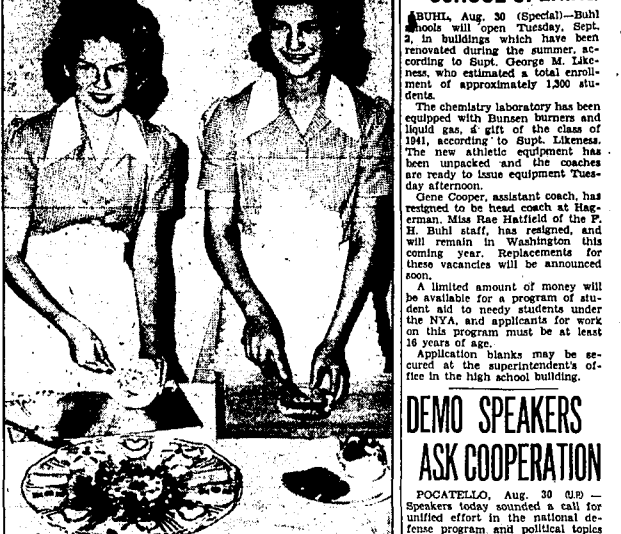 BUHL, Aug. 30 (Special)—Buhl
schools will open Tuesday, Sept.
2, in buildings which have been
renovated during the summer, ac-
cording to Supt. George M. Like-
ness, who estimated a total enroll-
ment of approximately 1,300 stu-
dents.
The chemistry laboratory has been
equipped with Bunsen burners and
liquid gas, a gift of the class of
1941, according to Supt. Likeness.
The new athletic equipment has
been unpacked and the coaches
are ready to issue equipment Tues-
day afternoon.
Gene Cooper, assistant coach, has
resigned to be head coach at Hag-
erman. Miss Rae Hatfield of the F.
H. Buhl staff, has resigned, and
will remain in Washington this
coming year. Replacements for
these vacancies will be announced
soon.
A limited amount of money will
be available for a program of stu-
dent aid to needy students under
the NYA, and applicants for work
on this program must be at least
16 years of age.
Application blanks may be se-
cured at the superintendent's of-
fice in the high school building.
DEMO SPEAKERS
ASK COOPERATION
POCATELLO, Aug. 30 (U.P.) —
Speakers today sounded a call for
unified effort in the national de-
fense program and political topics